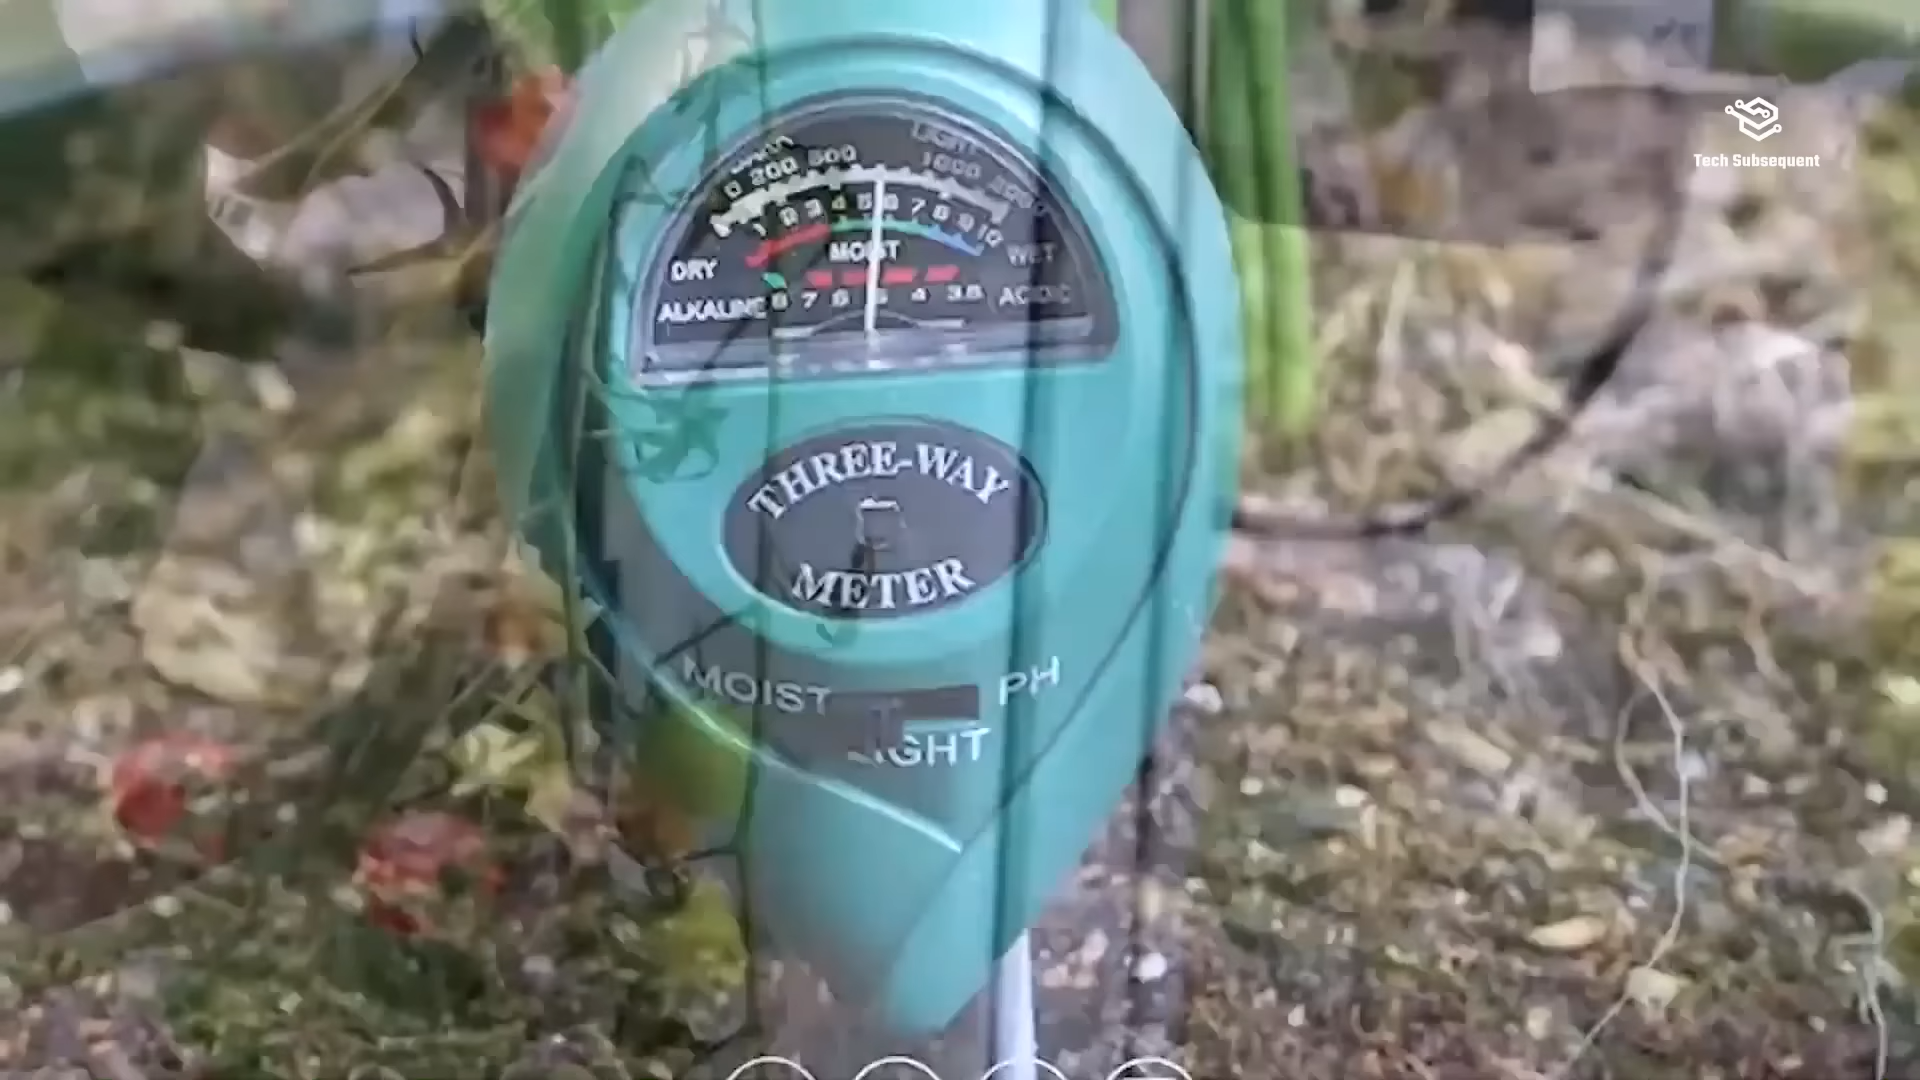 LIGHT
0 200 500 1000 2000
1 2 3 4 5 6 7 8 9 10
DRY MOIST WET
ALKALINE 8 7 6 5 4 3.5 ACIDIC
THREE-WAY
METER
MOIST PH
LIGHT
Tech Subsequent